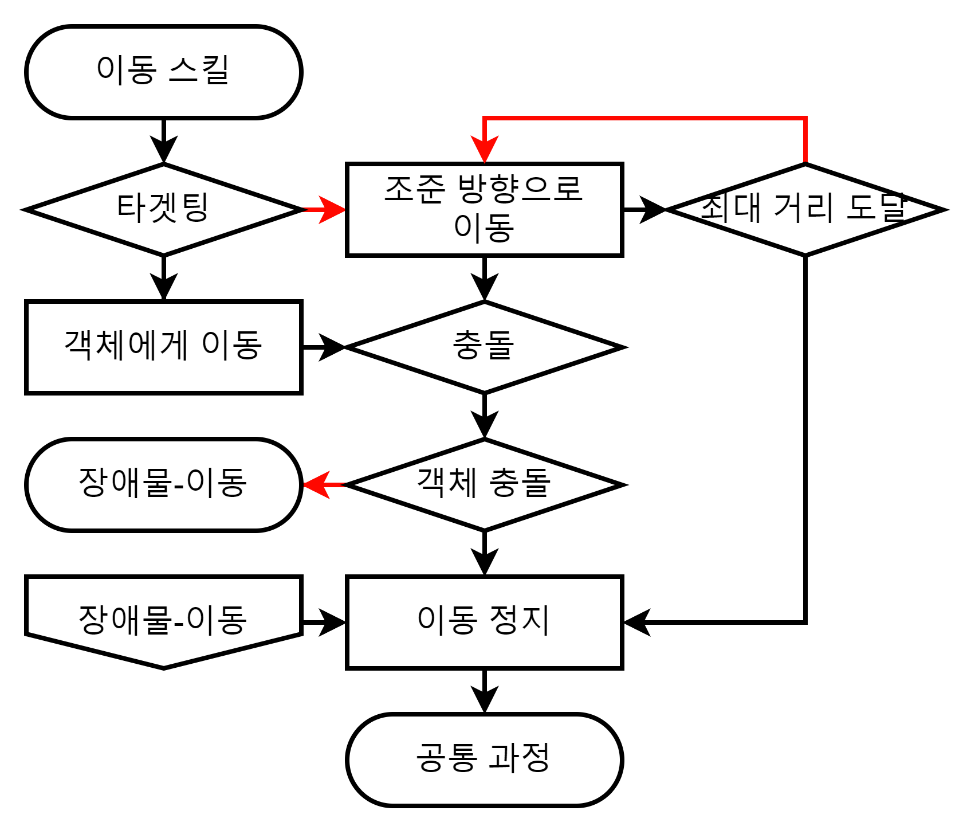 이동 스킬
타겟팅
조준 방향으로
이동
최대 거리 도달
객체에게 이동
충돌
장애물-이동
객체 충돌
장애물-이동
이동 정지
공통 과정